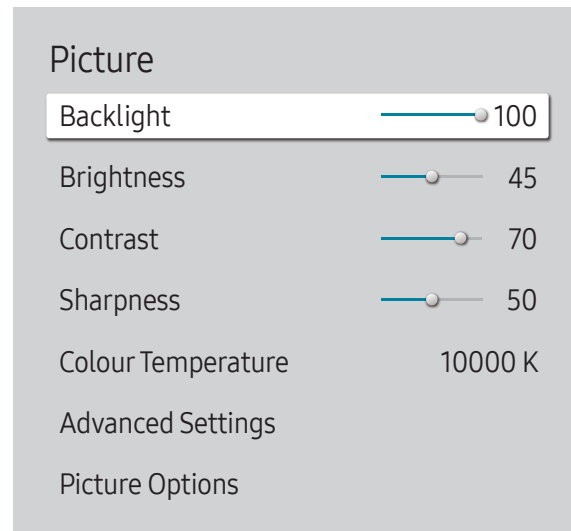 Picture
Backlight 100
Brightness 45
Contrast 70
Sharpness 50
Colour Temperature 10000 K
Advanced Settings
Picture Options